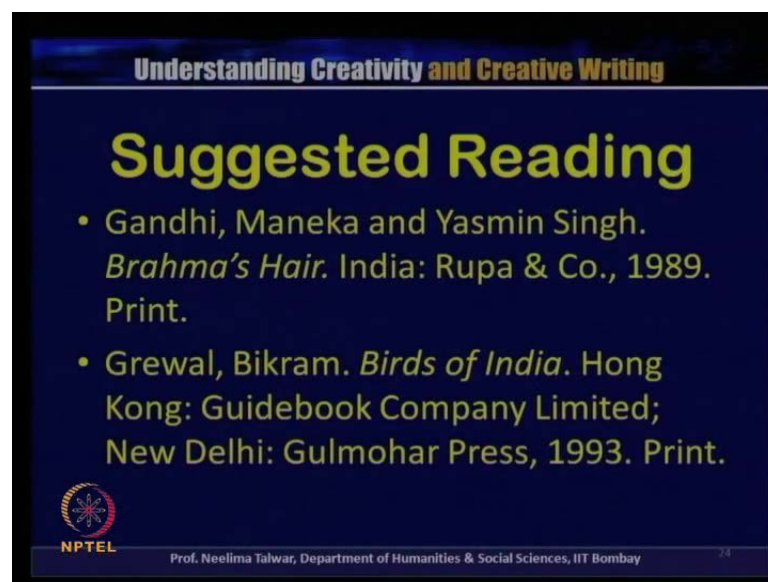 Understanding Creativity and Creative Writing
Suggested Reading
• Gandhi, Maneka and Yasmin Singh.
Brahma's Hair. India: Rupa & Co., 1989.
Print.
• Grewal, Bikram. Birds of India. Hong
Kong: Guidebook Company Limited;
New Delhi: Gulmohar Press, 1993. Print.
NPTEL
Prof. Neelima Talwar, Department of Humanities & Social Sciences, IIT Bombay
24